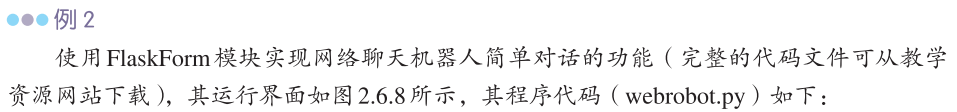 例 2
使用FlaskForm模块实现网络聊天机器人简单对话的功能（完整的代码文件可从教学
资源网站下载），其运行界面如图2.6.8所示，其程序代码（webrobot.py）如下：